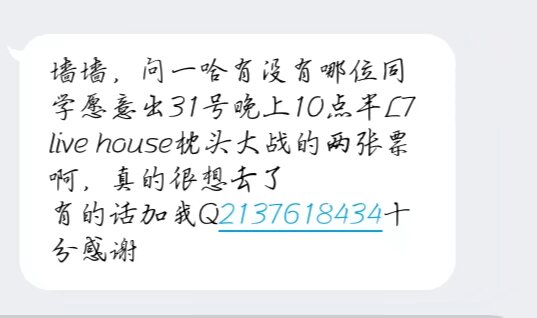 墙墙，问一哈有没有哪位同
学愿意出31号晚上10点半L7
live house枕头大战的两张票
啊，真的很想去了
有的话加我Q2137618434十
分感谢